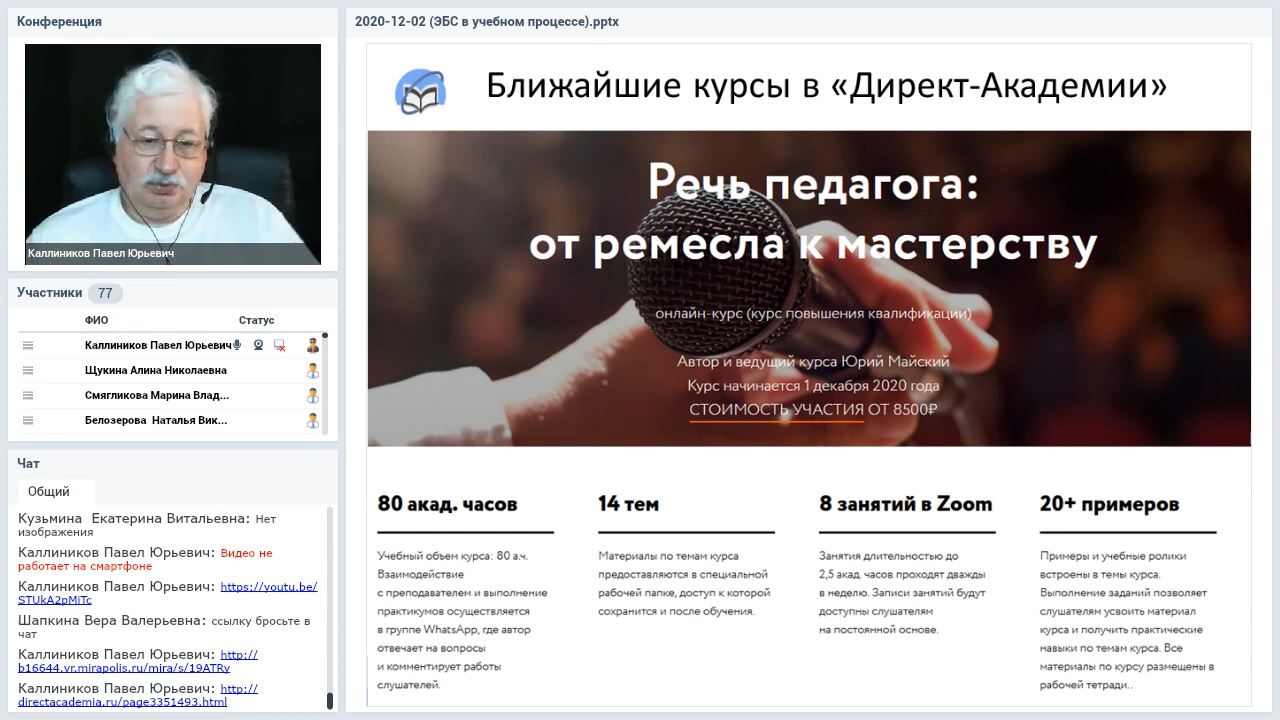 Конференция
Каллиников Павел Юрьевич
Участники 77
ФИО Статус
Каллиников Павел Юрьевич
Щукина Алина Николаевна
Смягликова Марина Влад...
Белозерова Наталья Вик...
Чат
Общий
Кузьмина Екатерина Витальевна: Нет
изображения
Каллиников Павел Юрьевич: Видео не
работает на смартфоне
Каллиников Павел Юрьевич: https://youtu.be/
STUkA2pMiTc
Шапкина Вера Валерьевна: ссылку бросьте в
чат
Каллиников Павел Юрьевич: http://
b16644.vr.mirapolis.ru/mira/s/19ATRy
Каллиников Павел Юрьевич: http://
directacademia.ru/page3351493.html
2020-12-02 (ЭБС в учебном процессе).pptx
Ближайшие курсы в «Директ-Академии»
Речь педагога:
от ремесла к мастерству
онлайн-курс (курс повышения квалификации)
Автор и ведущий курса Юрий Майский
Курс начинается 1 декабря 2020 года
СТОИМОСТЬ УЧАСТИЯ ОТ 8500₽
80 акад. часов
Учебный объем курса: 80 а.ч.
Взаимодействие
с преподавателем и выполнение
практикумов осуществляется
в группе WhatsApp, где автор
отвечает на вопросы
и комментирует работы
слушателей.
14 тем
Материалы по темам курса
предоставляются в специальной
рабочей папке, доступ к которой
сохранится и после обучения.
8 занятий в Zoom
Занятия длительностью до
2,5 акад. часов проходят дважды
в неделю. Записи занятий будут
доступны слушателям
на постоянной основе.
20+ примеров
Примеры и учебные ролики
встроены в темы курса.
Выполнение заданий позволяет
слушателям усвоить материал
курса и получить практические
навыки по темам курса. Все
материалы по курсу размещены в
рабочей тетради..